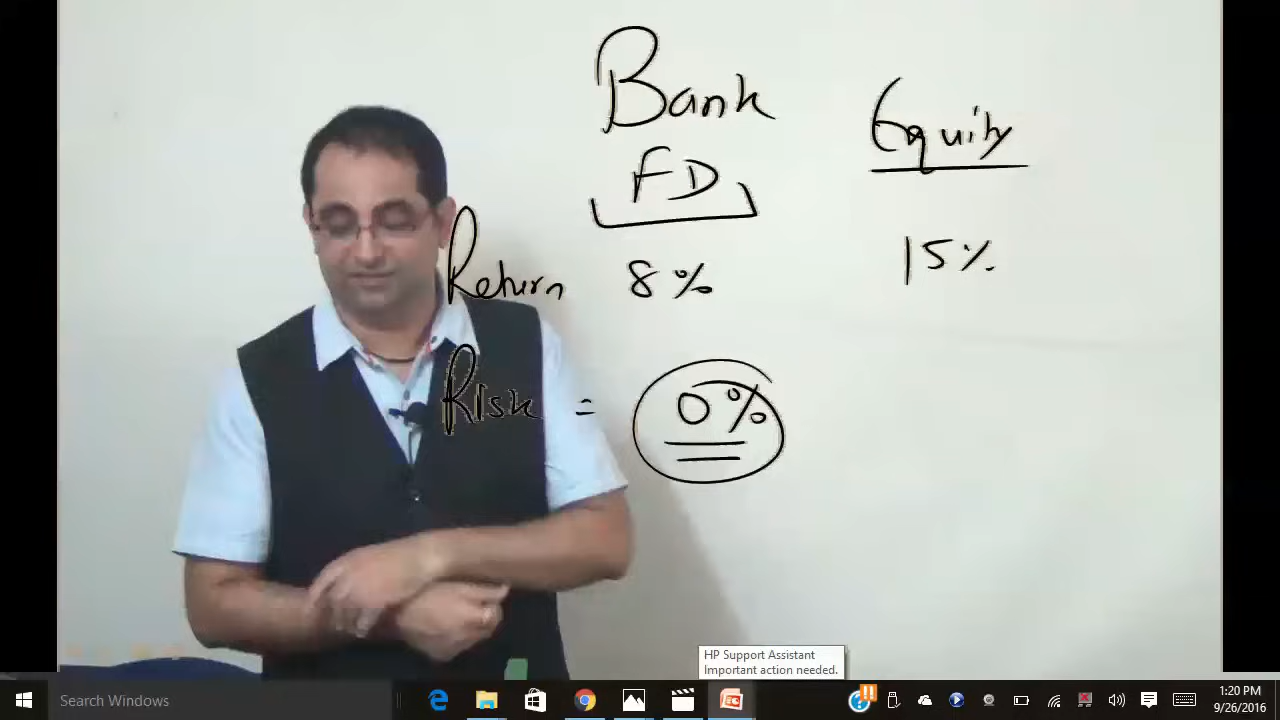 Bank
FD
Equity
Return 8% 15%
Risk = 0%
HP Support Assistant
Important action needed.
Search Windows
1:20 PM
9/26/2016